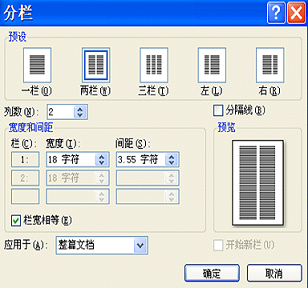 分栏
预设
一栏(O) 两栏(W) 三栏(T) 左(L) 右(R)
列数(N): 2 分隔线(B)
宽度和间距 预览
栏(C): 宽度(I): 间距(S):
1: 18 字符 3.55 字符
2: 18 字符
栏宽相等(E)
应用于(A): 整篇文档 开始新栏(U)
确定 取消